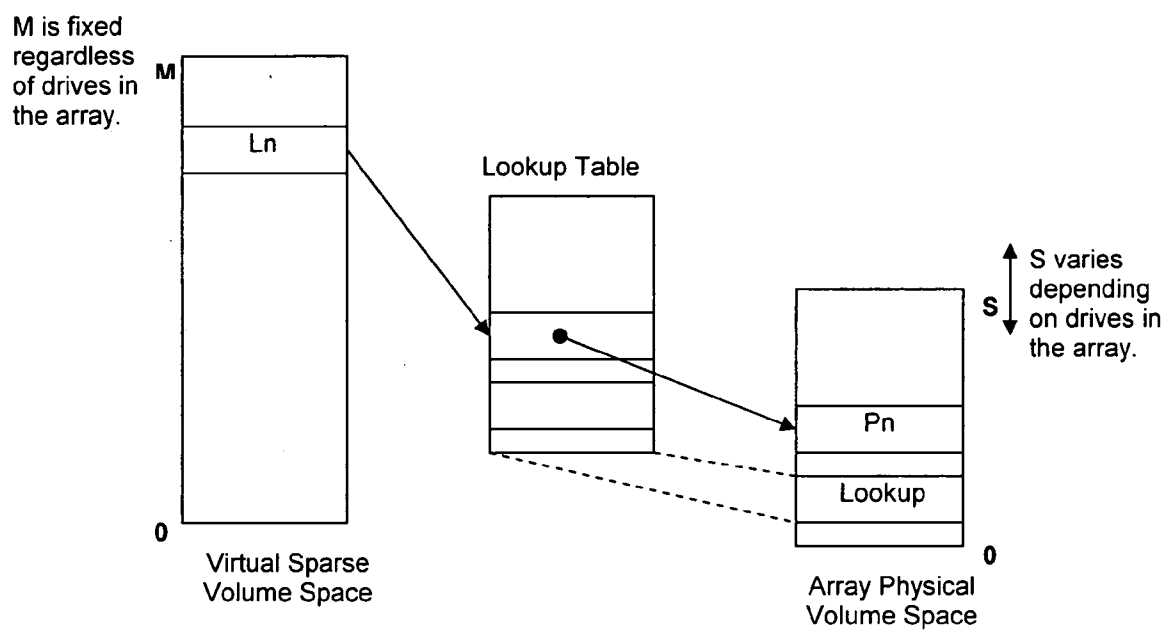 M is fixed
regardless
of drives in
the array.
M
Ln
0
Virtual Sparse
Volume Space
Lookup Table
S
S varies
depending
on drives in
the array.
Pn
Lookup
0
Array Physical
Volume Space